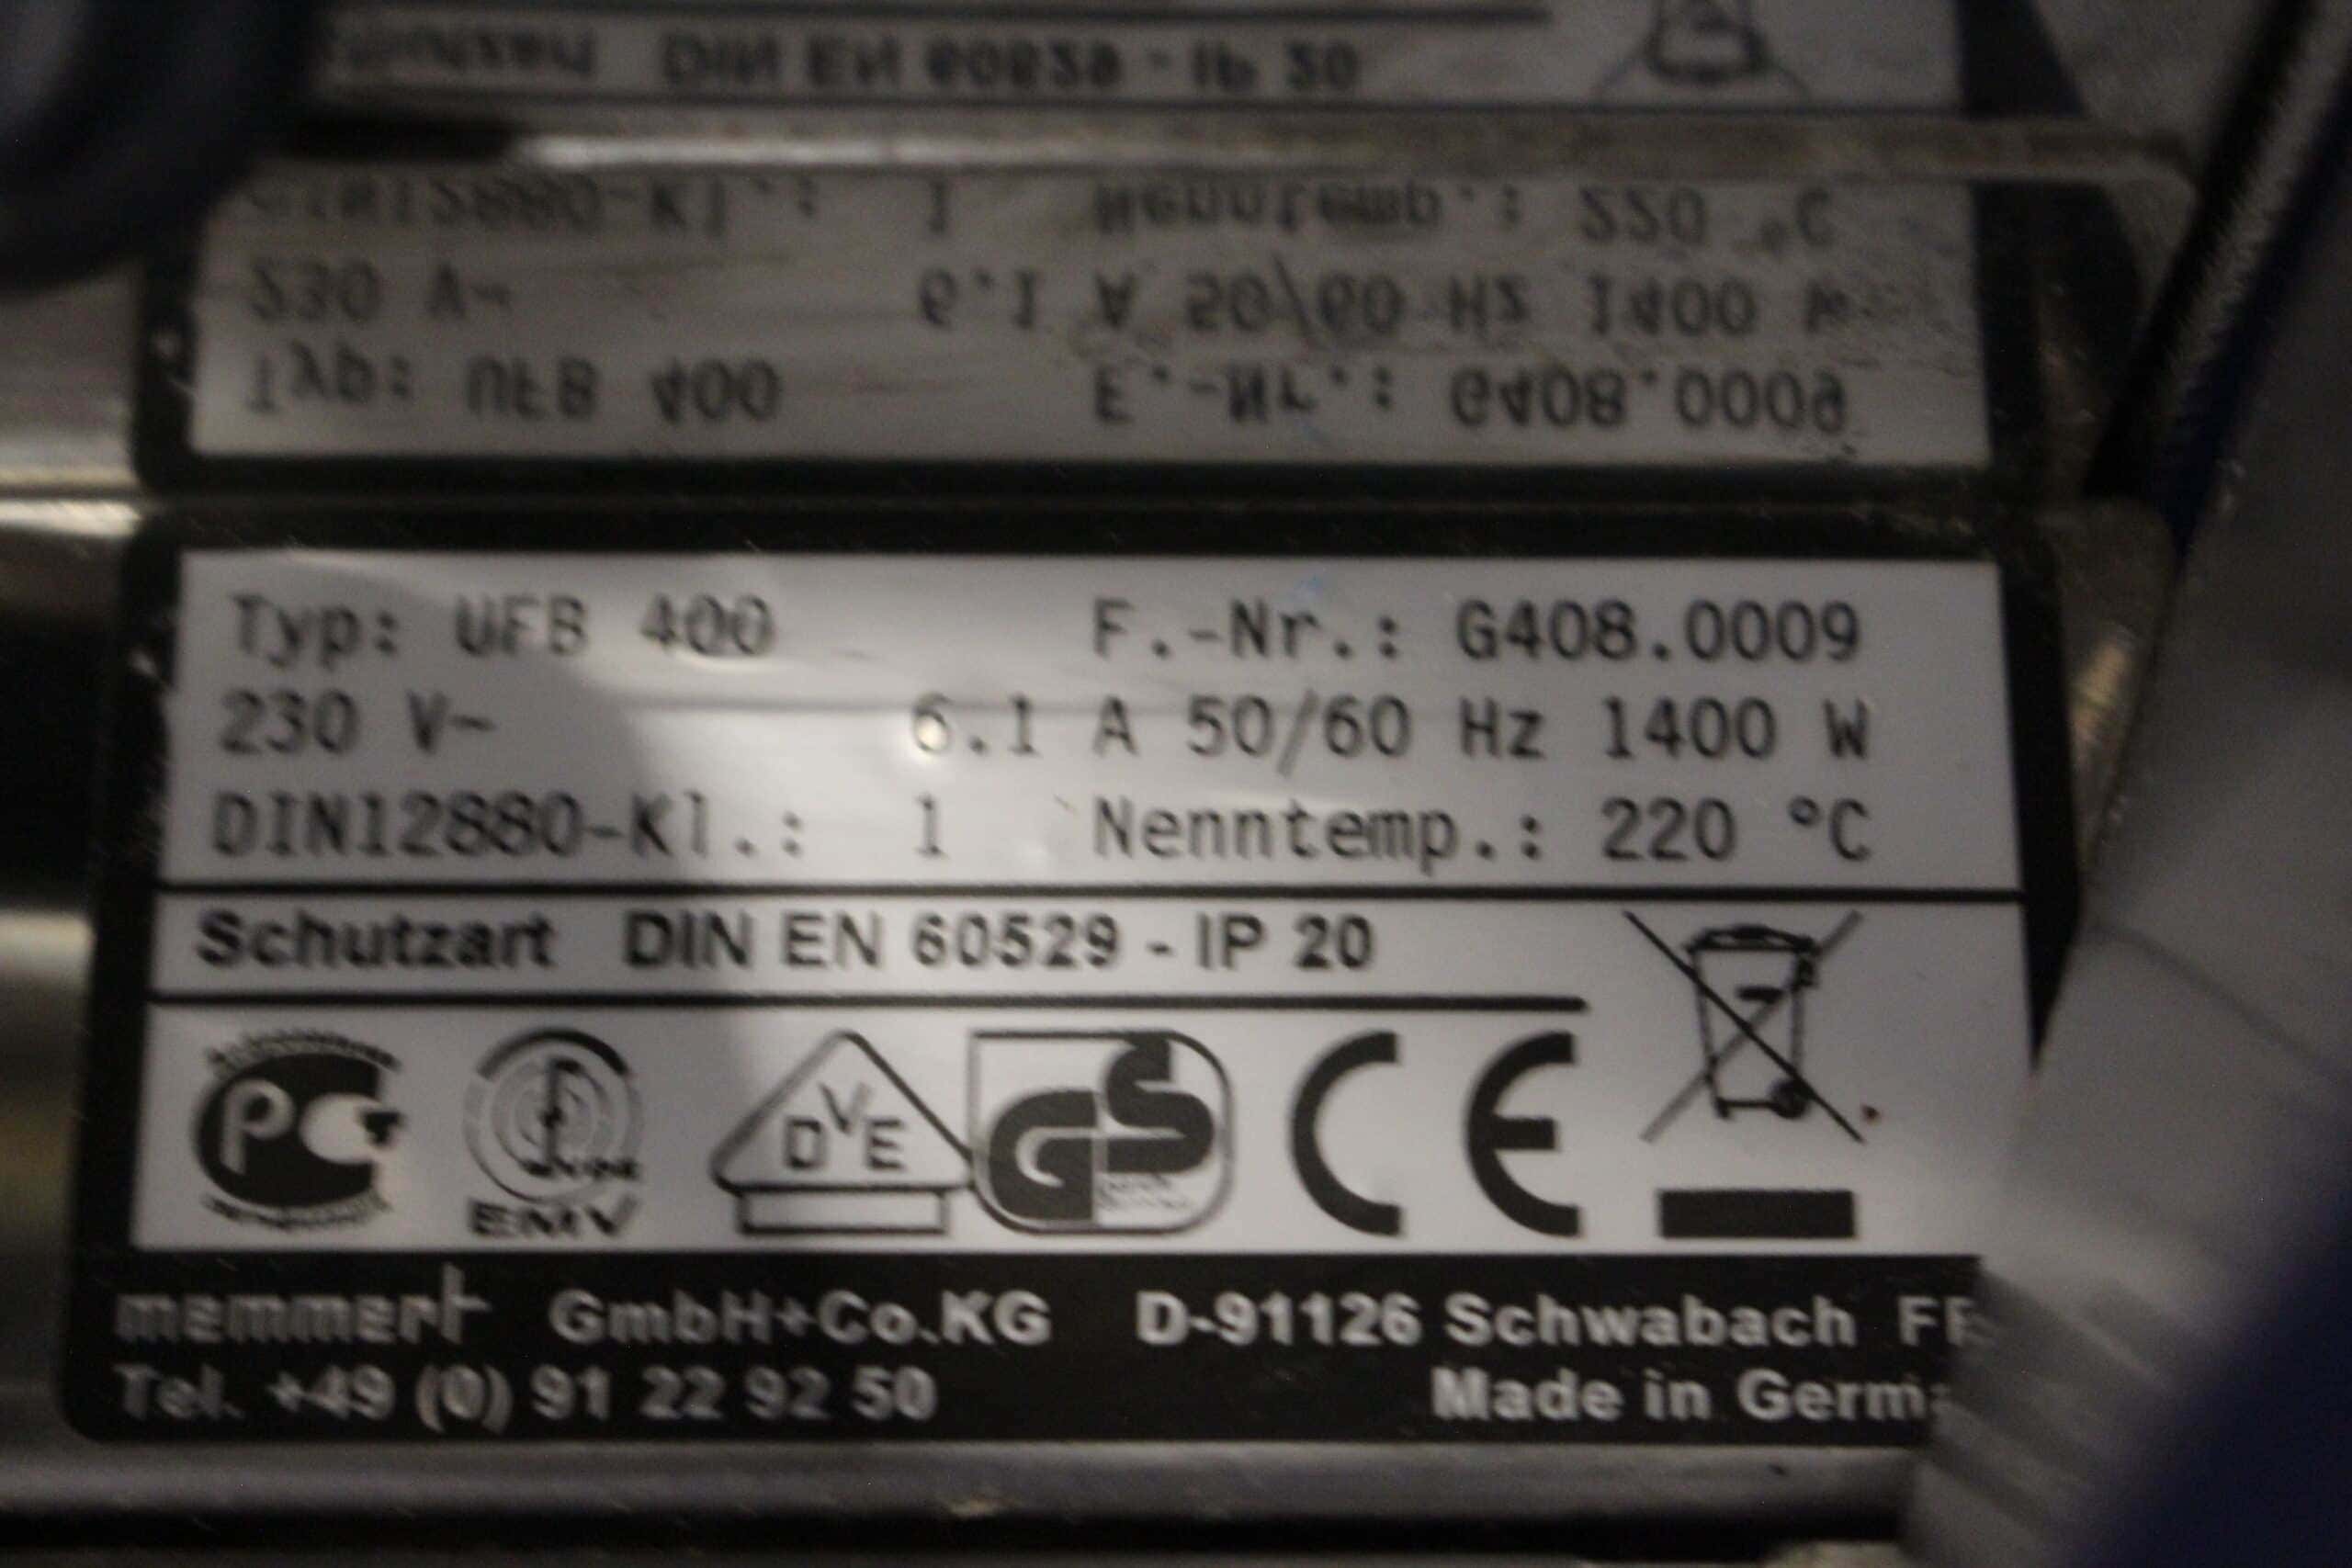 Typ: UFB 400 F.-Nr.: G408.0009
230 V~ 6.1 A 50/60 Hz 1400 W
DIN12880-Kl.: 1 Nenntemp.: 220 °C
Schutzart DIN EN 60529 - IP 20
PG EMV DVE GS CE
memmert GmbH+Co.KG D-91126 Schwabach
Tel. +49 (0) 91 22 92 50 Made in Germ